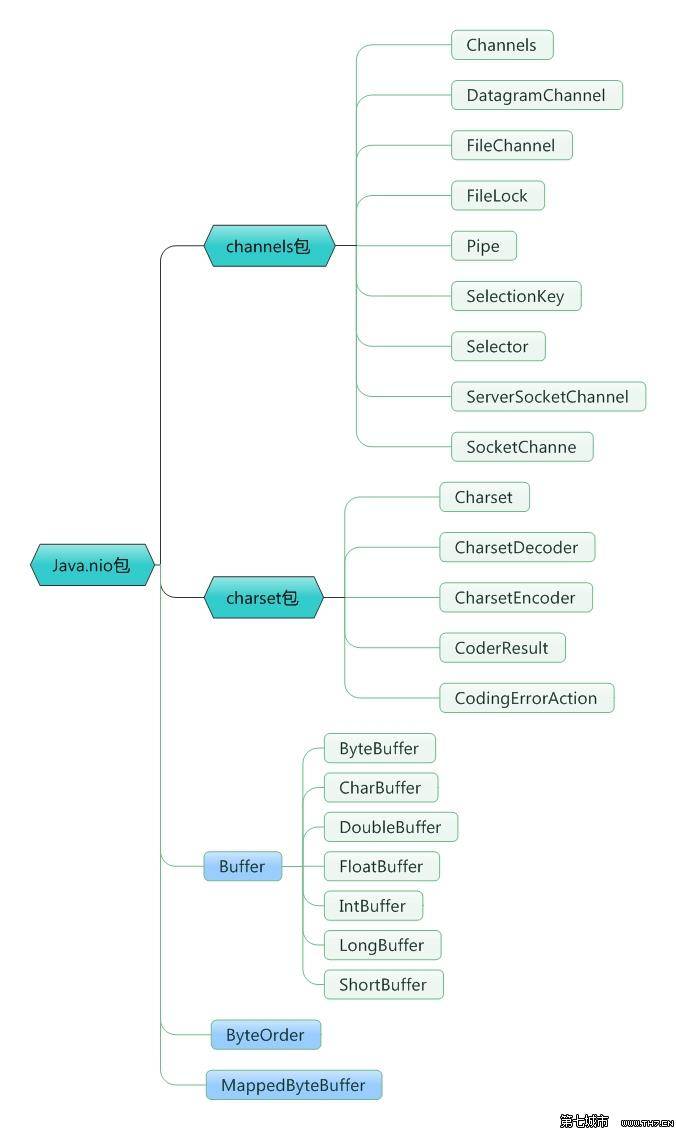 Java.nio包
channels包
Channels
DatagramChannel
FileChannel
FileLock
Pipe
SelectionKey
Selector
ServerSocketChannel
SocketChanne
charset包
Charset
CharsetDecoder
CharsetEncoder
CoderResult
CodingErrorAction
Buffer
ByteBuffer
CharBuffer
DoubleBuffer
FloatBuffer
IntBuffer
LongBuffer
ShortBuffer
ByteOrder
MappedByteBuffer
第七城市 WWW.TH7.CN